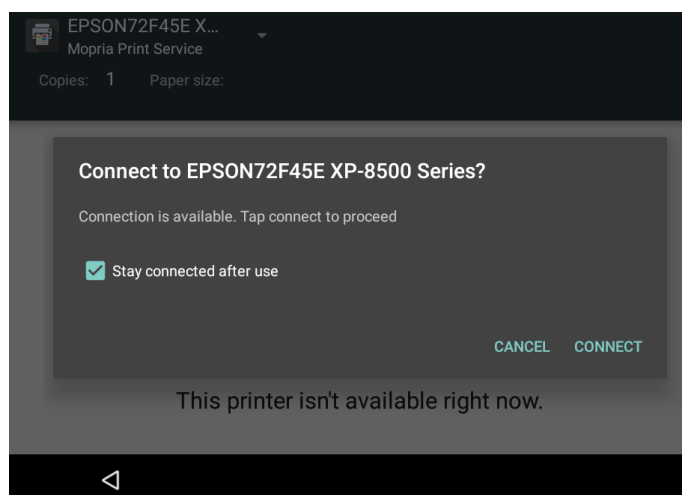 EPSON72F45E X...
Mopria Print Service
Copies: 1 Paper size:
Connect to EPSON72F45E XP-8500 Series?
Connection is available. Tap connect to proceed
Stay connected after use
CANCEL CONNECT
This printer isn't available right now.